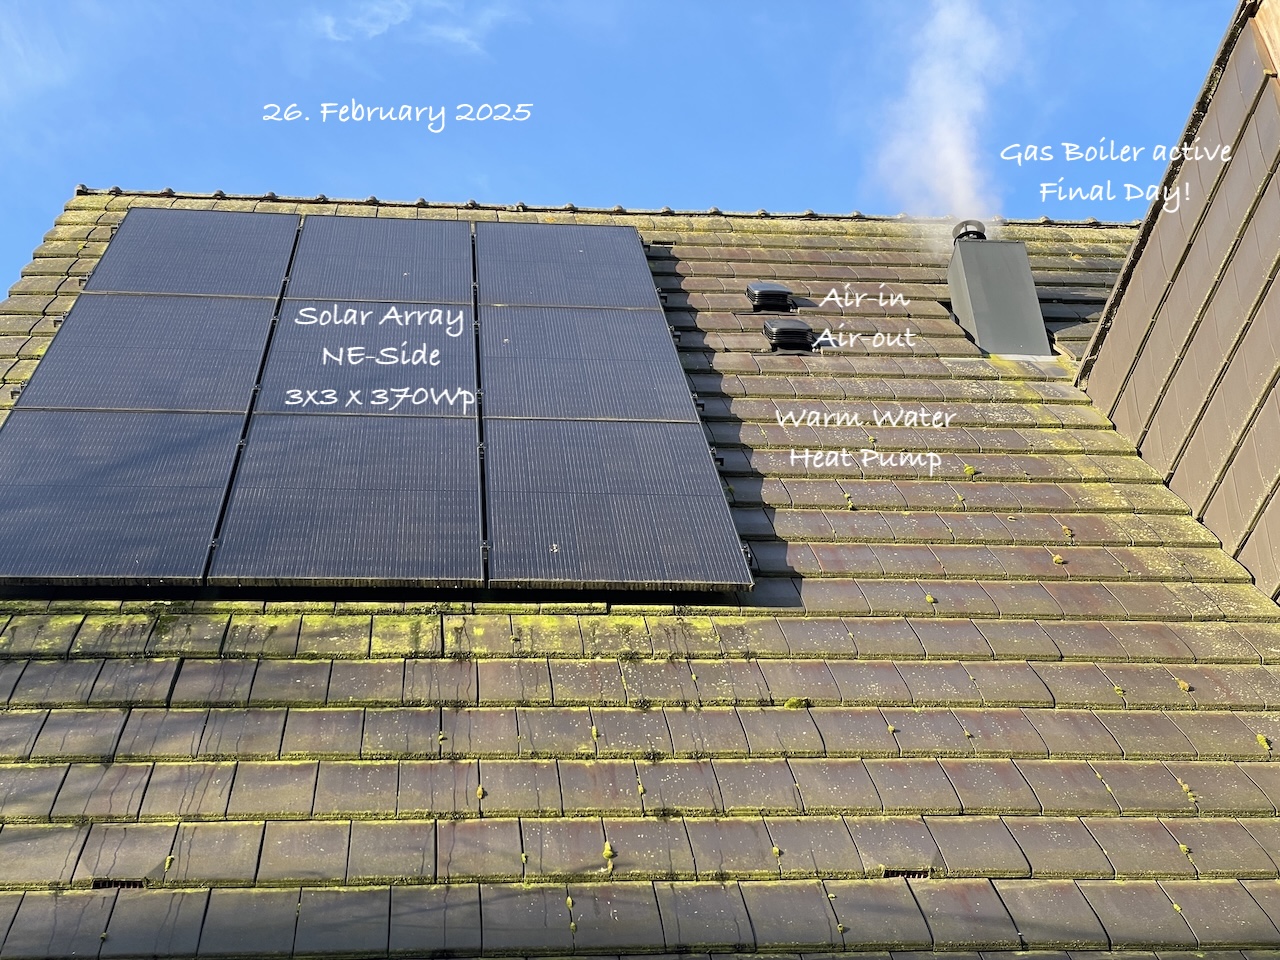 26. February 2025
Gas Boiler active
Final Day!
Solar Array
NE-Side
3x3 x 370Wp
Air-in
Air-out
Warm Water
Heat Pump